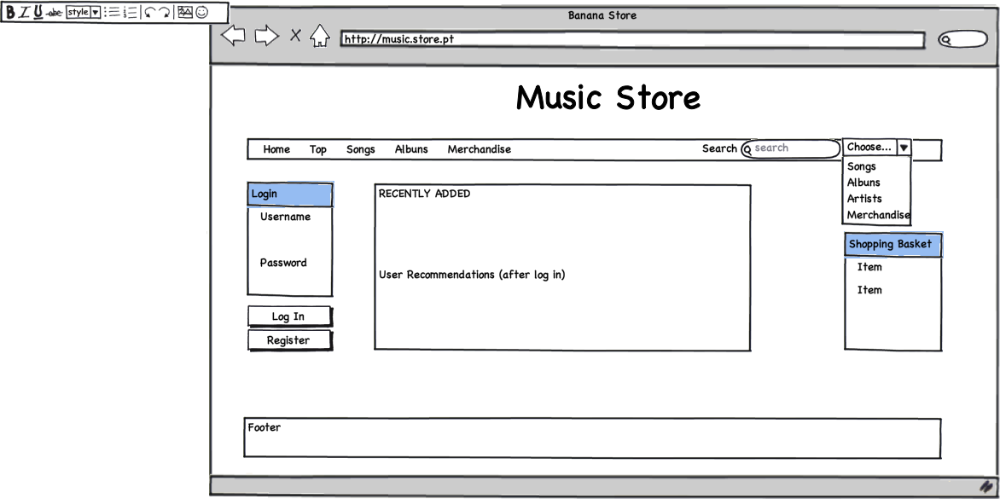 B I U abc style
Banana Store
http://music.store.pt
Music Store
Home Top Songs Albuns Merchandise Search search Choose...
Songs
Albuns
Artists
Merchandise
Login
Username
Password
Log In
Register
RECENTLY ADDED
User Recommendations (after log in)
Shopping Basket
Item
Item
Footer